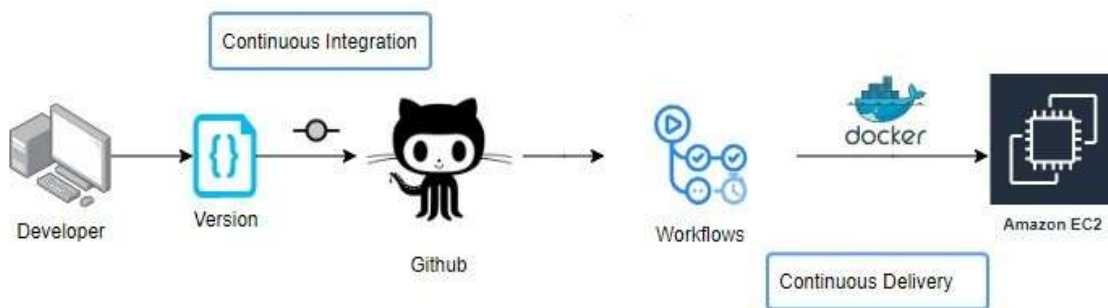 Continuous Integration
docker
Developer
Version
Github
Workflows
Amazon EC2
Continuous Delivery